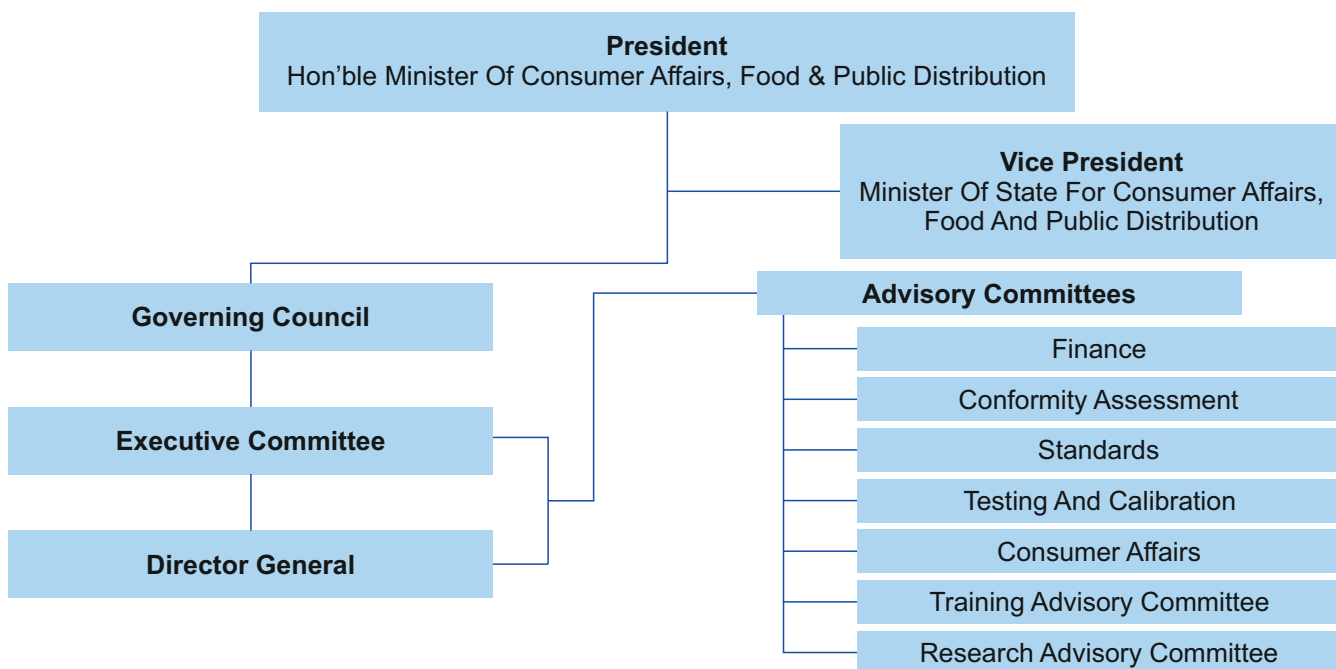 President
Hon’ble Minister Of Consumer Affairs, Food & Public Distribution
Vice President
Minister Of State For Consumer Affairs,
Food And Public Distribution
Governing Council
Executive Committee
Director General
Advisory Committees
Finance
Conformity Assessment
Standards
Testing And Calibration
Consumer Affairs
Training Advisory Committee
Research Advisory Committee